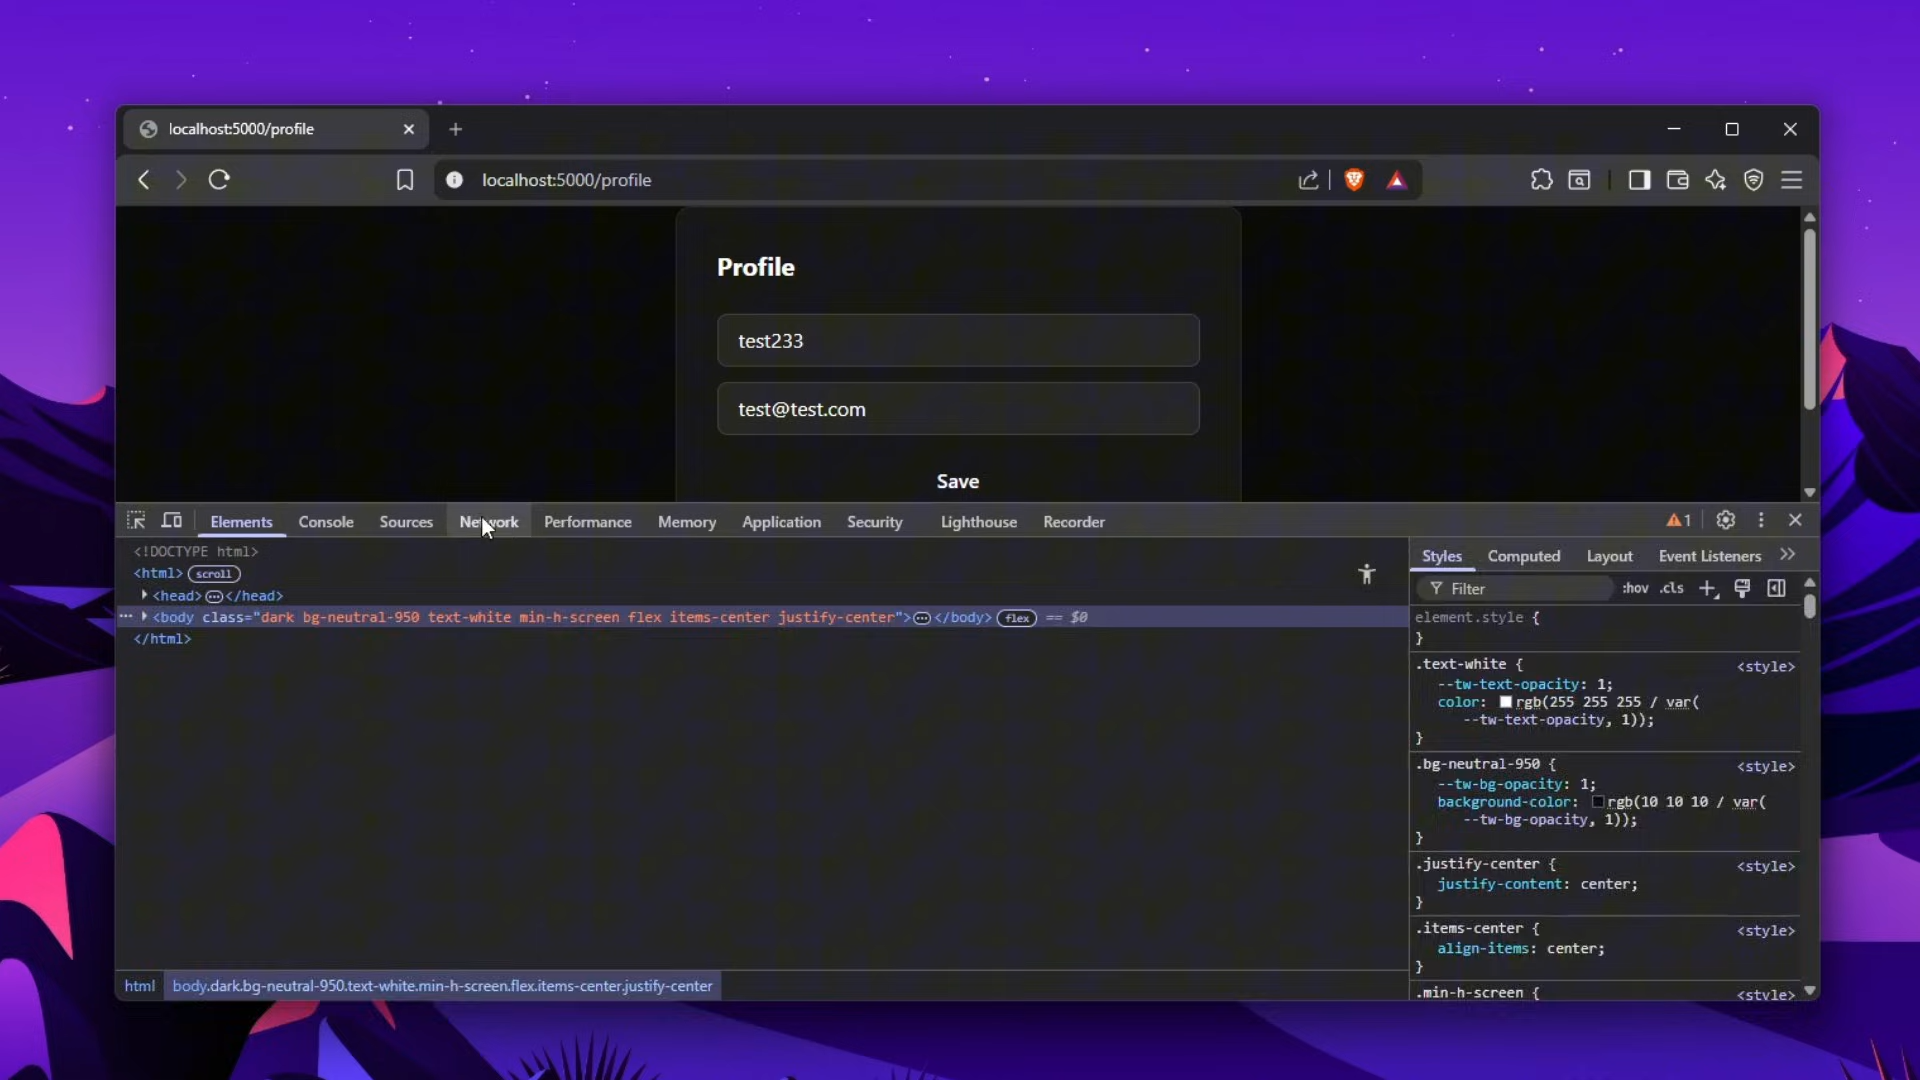 localhost:5000/profile
localhost:5000/profile
Profile
test233
test@test.com
Save
Elements Console Sources Network Performance Memory Application Security Lighthouse Recorder 1
<!DOCTYPE html>
<html> scroll
<head> </head>
<body class="dark bg-neutral-950 text-white min-h-screen flex items-center justify-center"> </body> flex == $0
</html>
html body.dark.bg-neutral-950.text-white.min-h-screen.flex.items-center.justify-center
Styles Computed Layout Event Listeners
Filter :hov .cls
element.style {
}
.text-white { <style>
--tw-text-opacity: 1;
color: rgb(255 255 255 / var(
--tw-text-opacity, 1));
}
.bg-neutral-950 { <style>
--tw-bg-opacity: 1;
background-color: rgb(10 10 10 / var(
--tw-bg-opacity, 1));
}
.justify-center { <style>
justify-content: center;
}
.items-center { <style>
align-items: center;
}
.min-h-screen { <style>